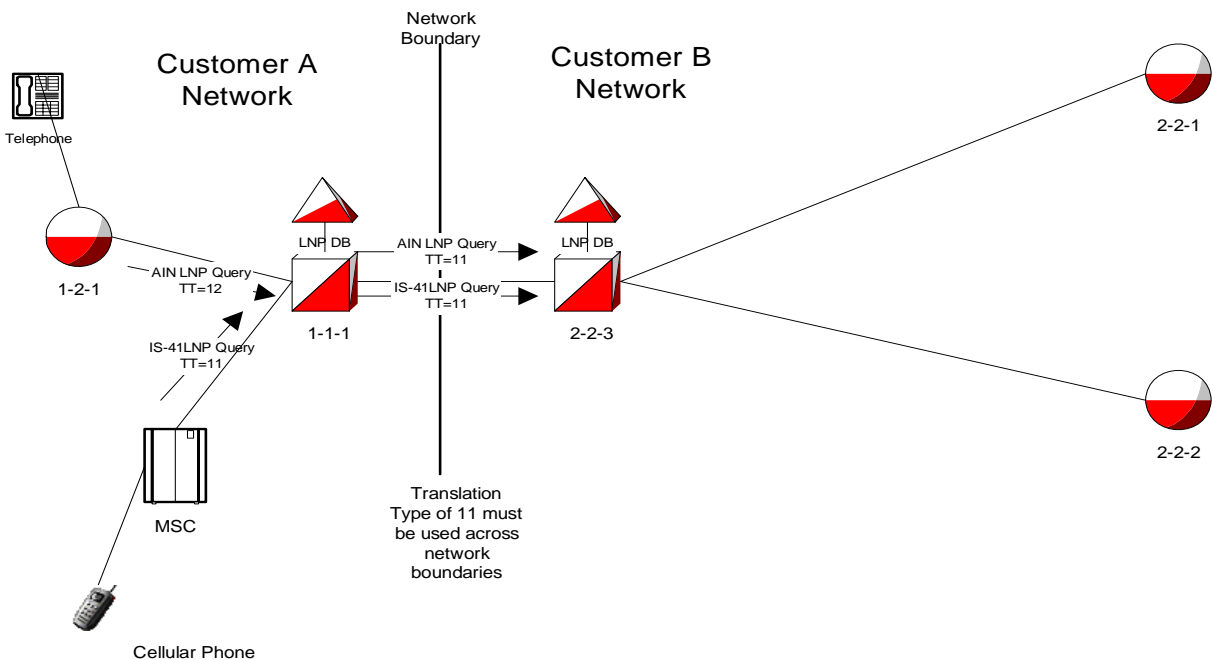 Network
Boundary
Customer A
Network
Customer B
Network
Telephone
2-2-1
LNP DB
LNP DB
AIN LNP Query
TT=11
AIN LNP Query
TT=12
IS-41LNP Query
TT=11
1-2-1
1-1-1
2-2-3
IS-41LNP Query
TT=11
2-2-2
Translation
Type of 11 must
be used across
network
boundaries
MSC
Cellular Phone